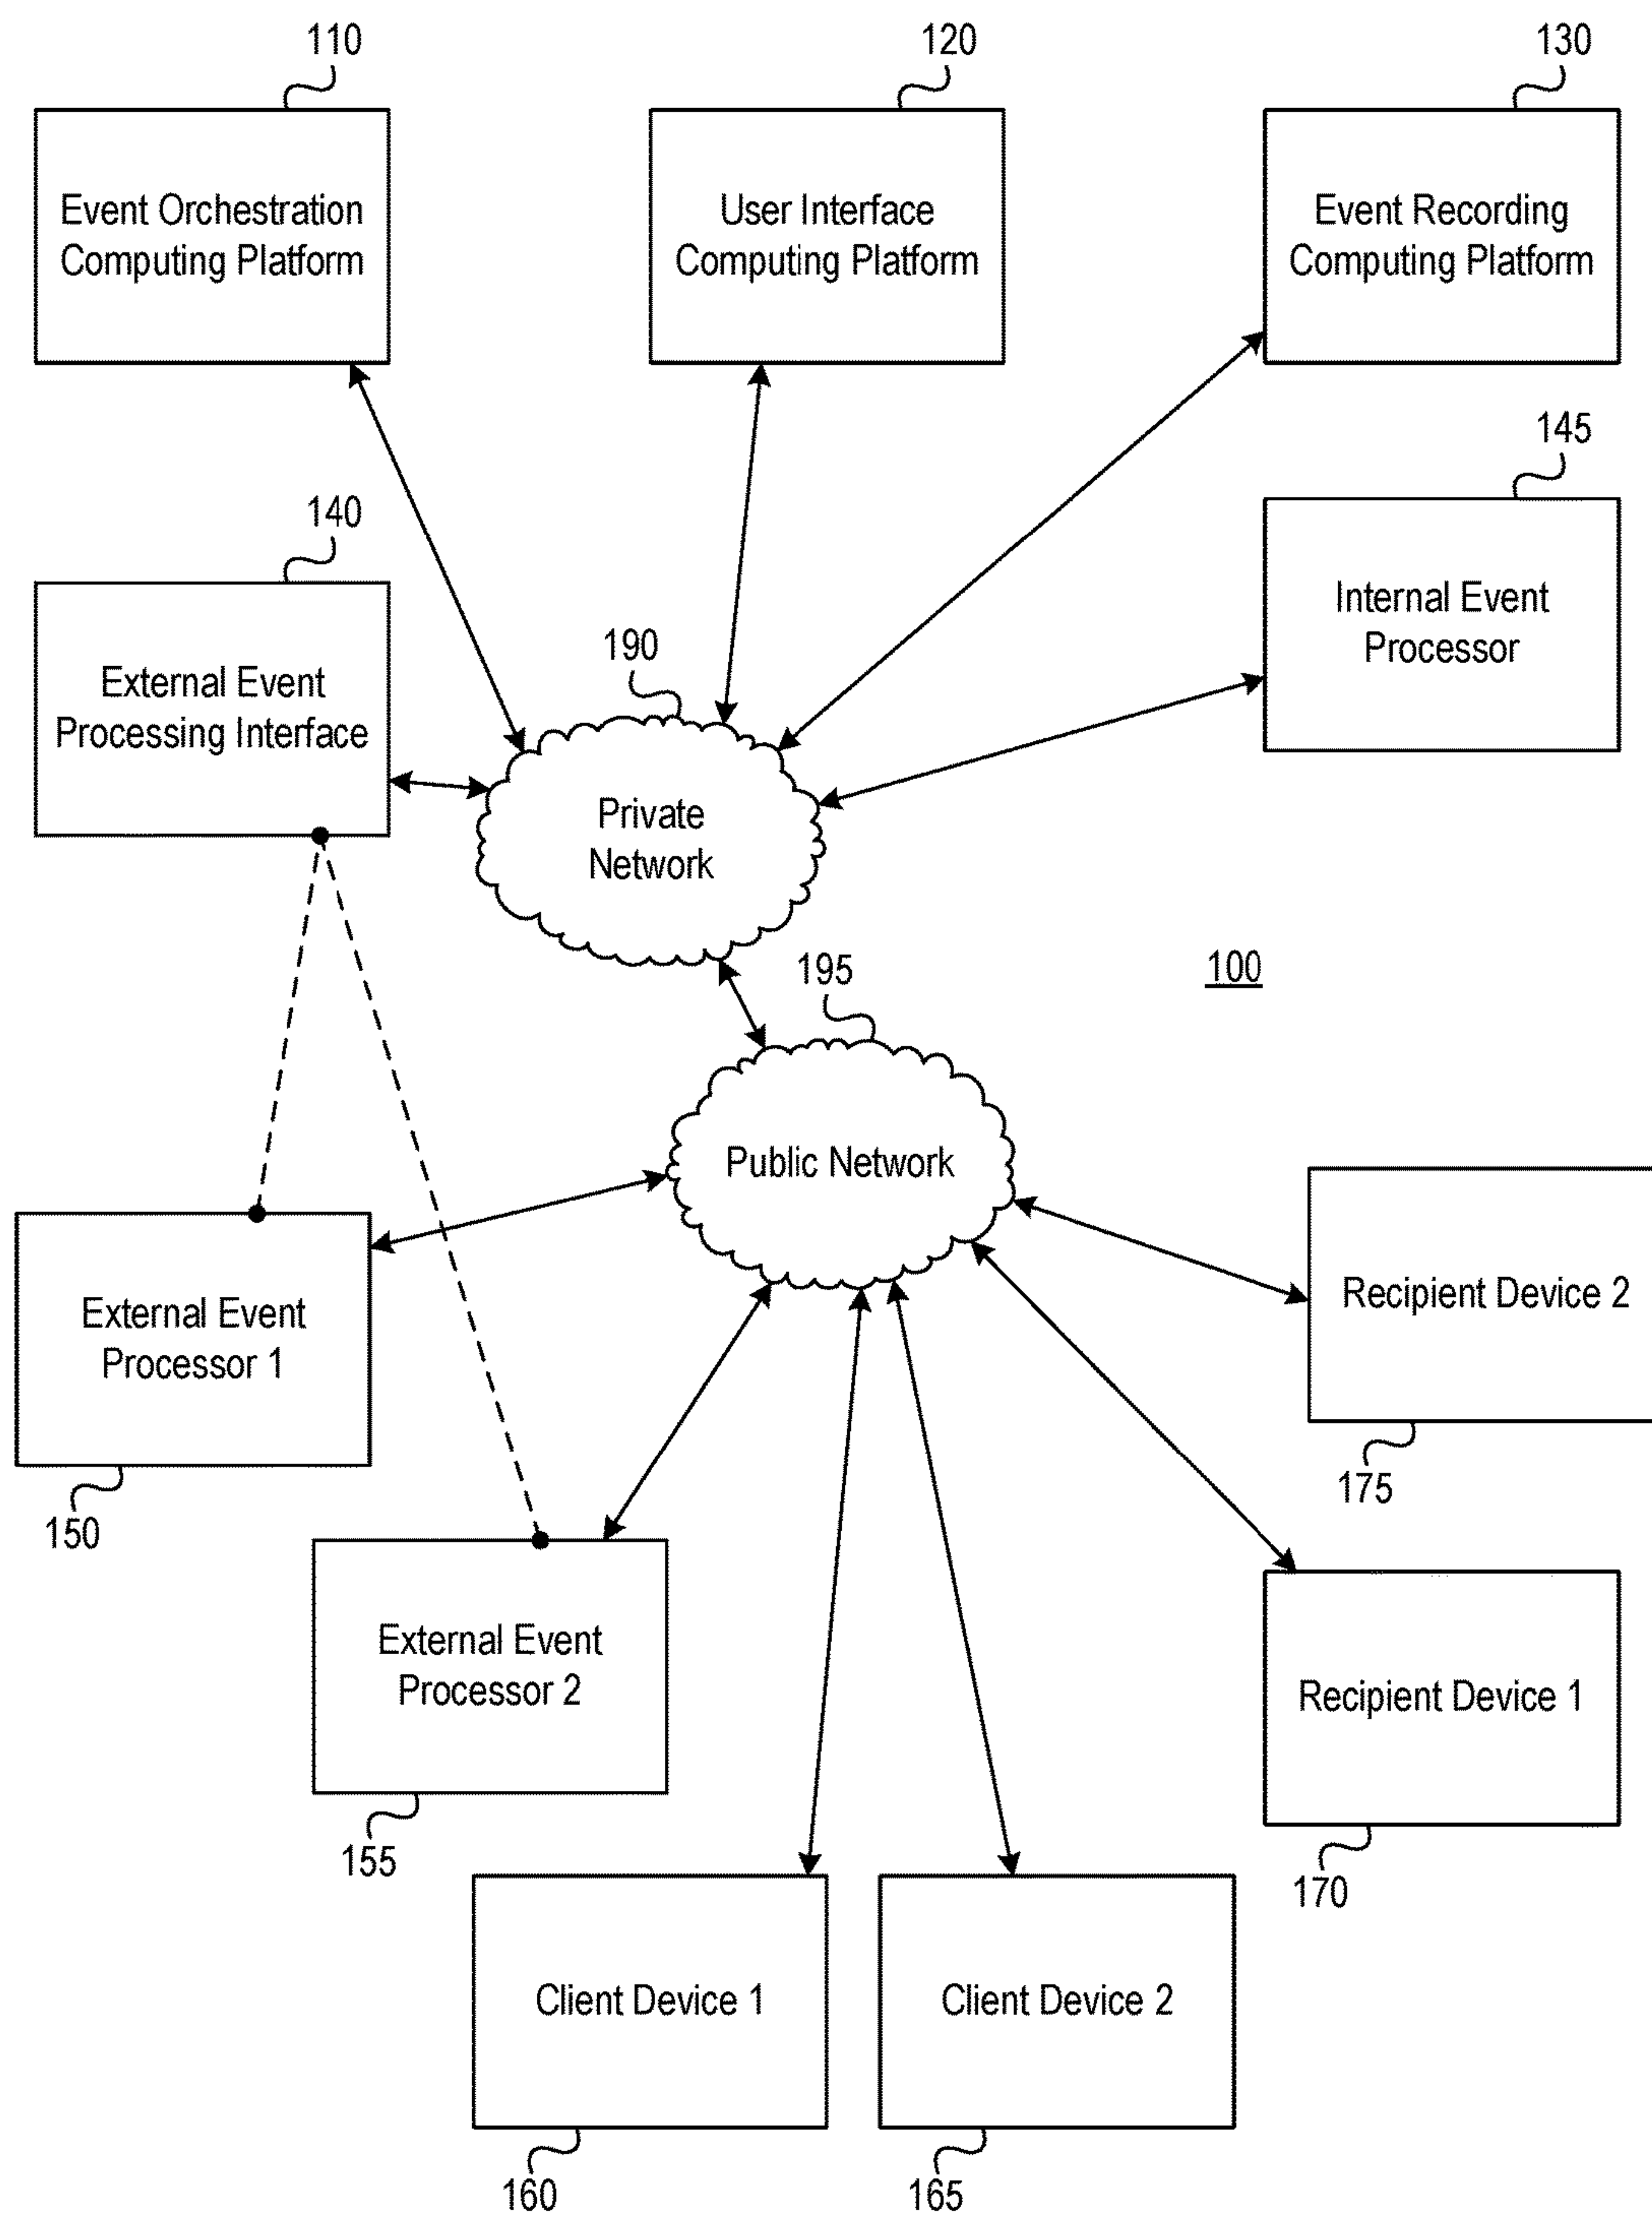 110
120
130
Event Orchestration
Computing Platform
User Interface
Computing Platform
Event Recording
Computing Platform
145
140
Internal Event
Processor
External Event
Processing Interface
190
Private
Network
195
100
Public Network
Recipient Device 2
175
External Event
Processor 1
150
External Event
Processor 2
155
Recipient Device 1
170
Client Device 1
Client Device 2
160
165